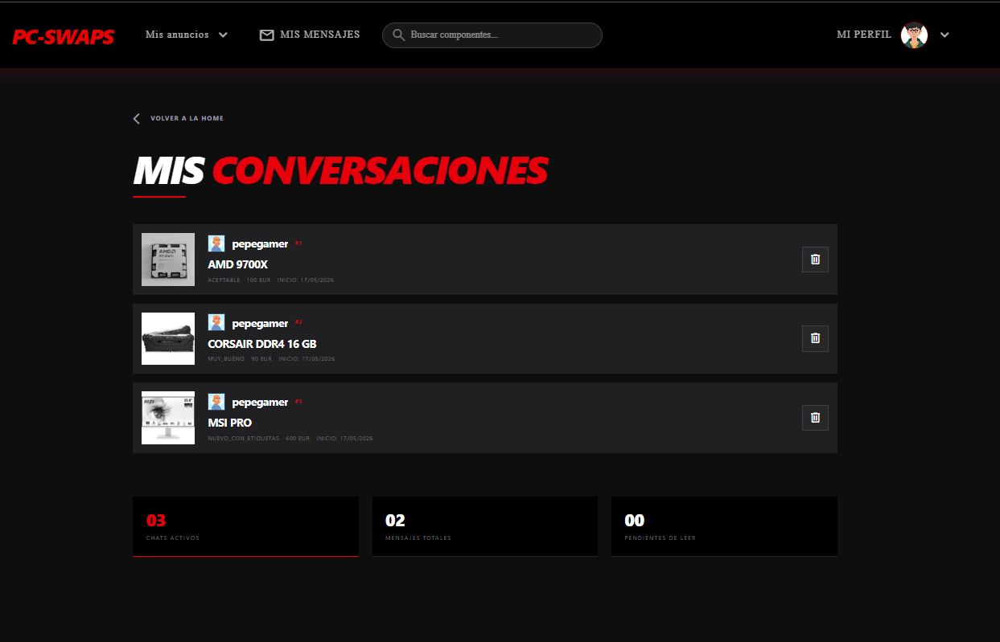 PC-SWAPS
Mis anuncios
MIS MENSAJES
Buscar componentes...
MI PERFIL
VOLVER A LA HOME
MIS CONVERSACIONES
AMD
RYZEN
pepegamer #1
AMD 9700X
ACEPTABLE 100 EUR INICIO: 17/05/2026
pepegamer #2
CORSAIR DDR4 16 GB
MUY_BUENO 90 EUR INICIO: 17/05/2026
MSI
pepegamer #3
MSI PRO
NUEVO_CON_ETIQUETAS 600 EUR INICIO: 17/05/2026
03
CHATS ACTIVOS
02
MENSAJES TOTALES
00
PENDIENTES DE LEER